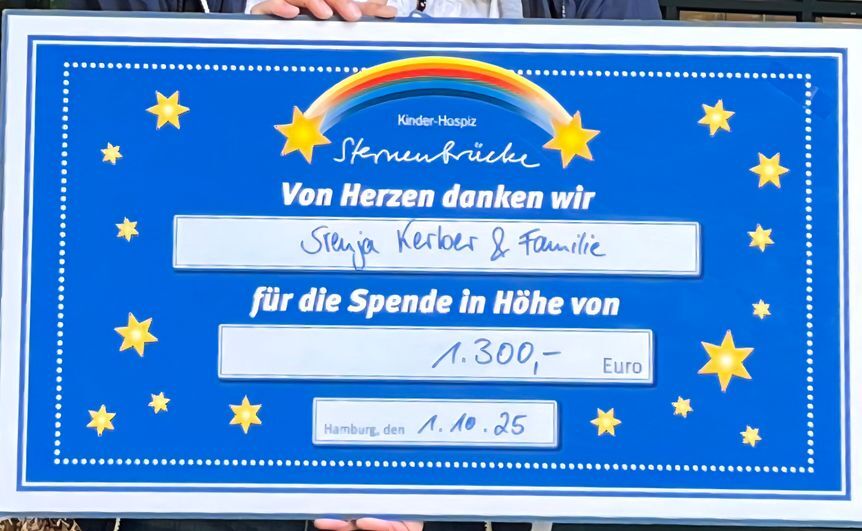 Kinder-Hospiz
Sternenbrücke
Von Herzen danken wir
Svenja Kerber & Familie
für die Spende in Höhe von
1.300,- Euro
Hamburg, den 1.10.25